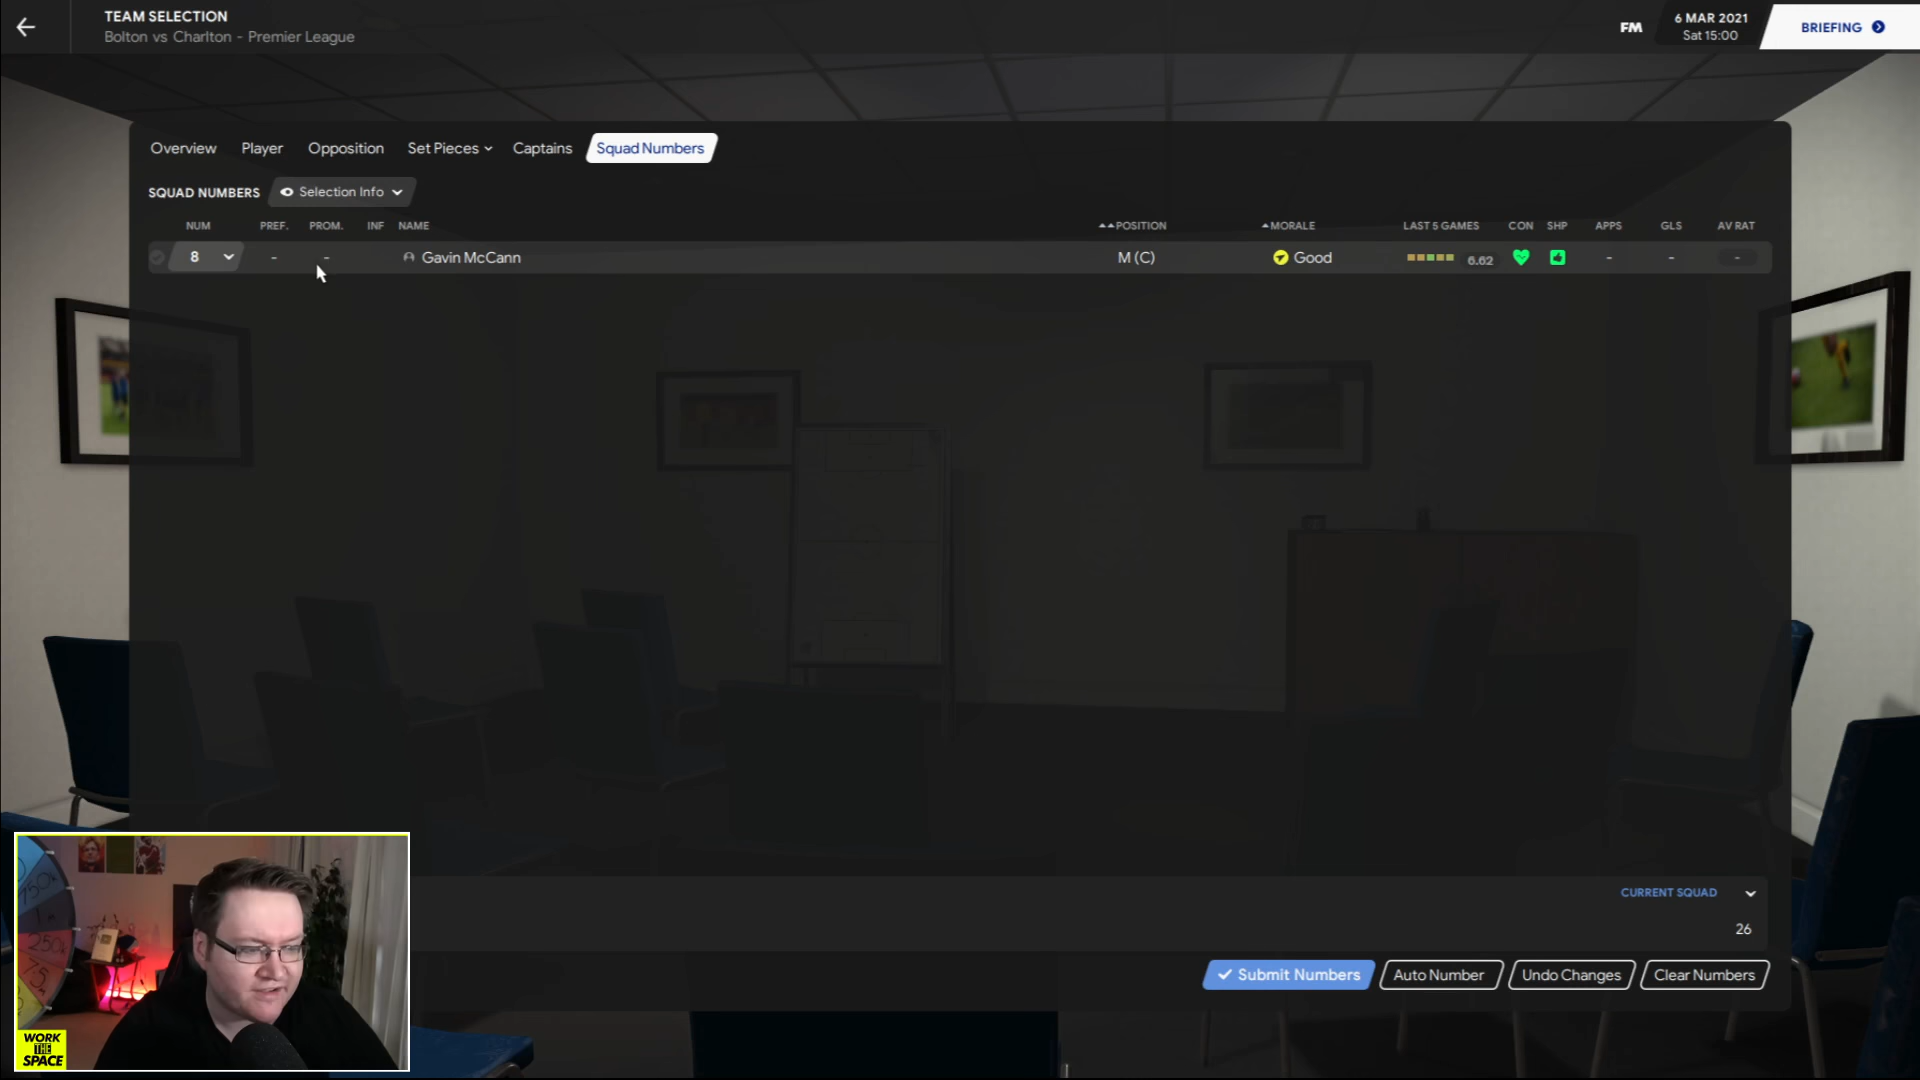 TEAM SELECTION
Bolton vs Charlton - Premier League
FM
6 MAR 2021
Sat 15:00
BRIEFING
Overview
Player
Opposition
Set Pieces
Captains
Squad Numbers
SQUAD NUMBERS
Selection Info
NUM
PREF.
PROM.
INF
NAME
POSITION
MORALE
LAST 5 GAMES
CON
SHP
APPS
GLS
AV RAT
8
-
-
Gavin McCann
M (C)
Good
6.62
-
-
-
CURRENT SQUAD
26
Submit Numbers
Auto Number
Undo Changes
Clear Numbers
250k
WORK
THE
SPACE